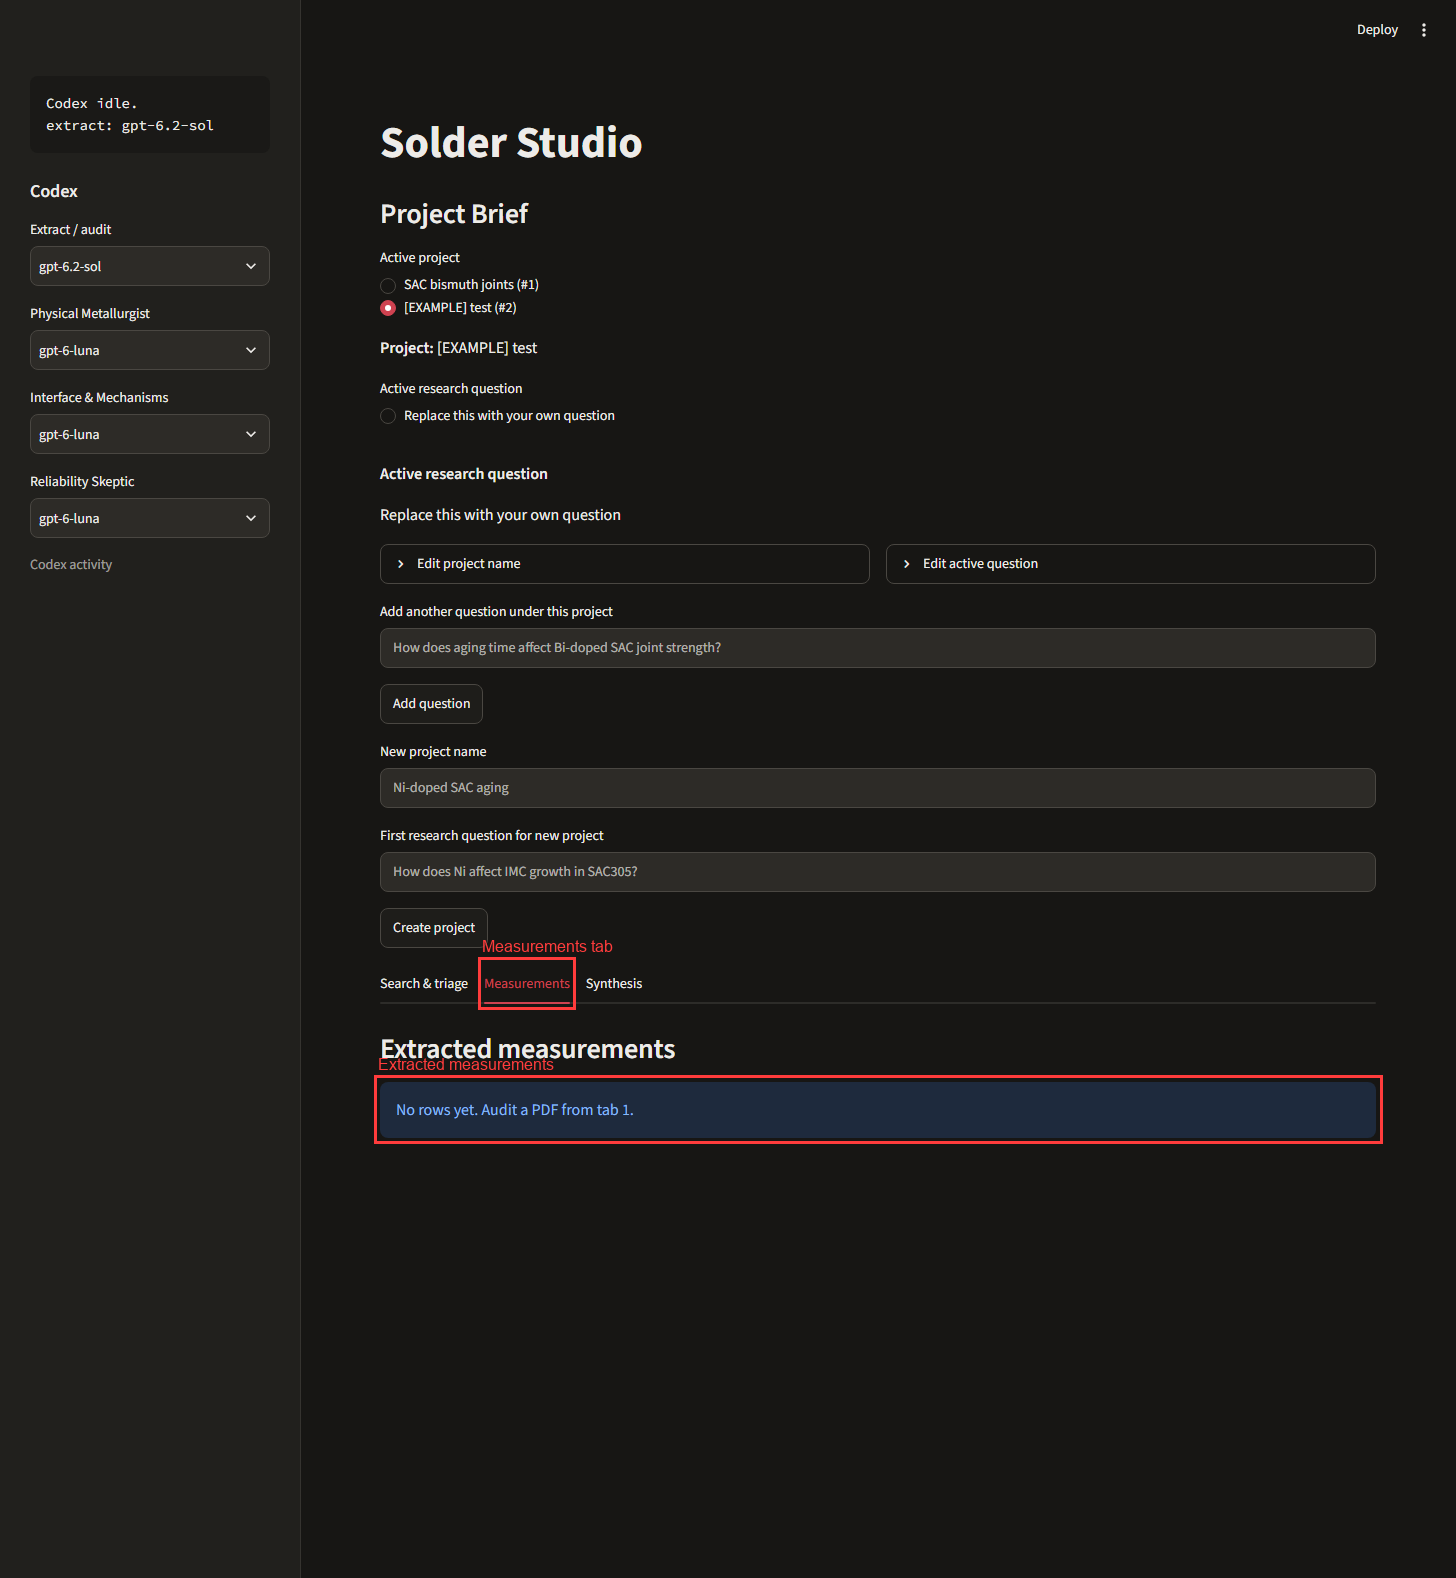 Deploy
Codex idle.
extract: gpt-6.2-sol
Codex
Extract / audit
gpt-6.2-sol
Physical Metallurgist
gpt-6-luna
Interface & Mechanisms
gpt-6-luna
Reliability Skeptic
gpt-6-luna
Codex activity
Solder Studio
Project Brief
Active project
SAC bismuth joints (#1)
[EXAMPLE] test (#2)
Project: [EXAMPLE] test
Active research question
Replace this with your own question
Active research question
Replace this with your own question
Edit project name
Edit active question
Add another question under this project
How does aging time affect Bi-doped SAC joint strength?
Add question
New project name
Ni-doped SAC aging
First research question for new project
How does Ni affect IMC growth in SAC305?
Create project
Measurements tab
Search & triage
Measurements
Synthesis
Extracted measurements
Extracted measurements
No rows yet. Audit a PDF from tab 1.